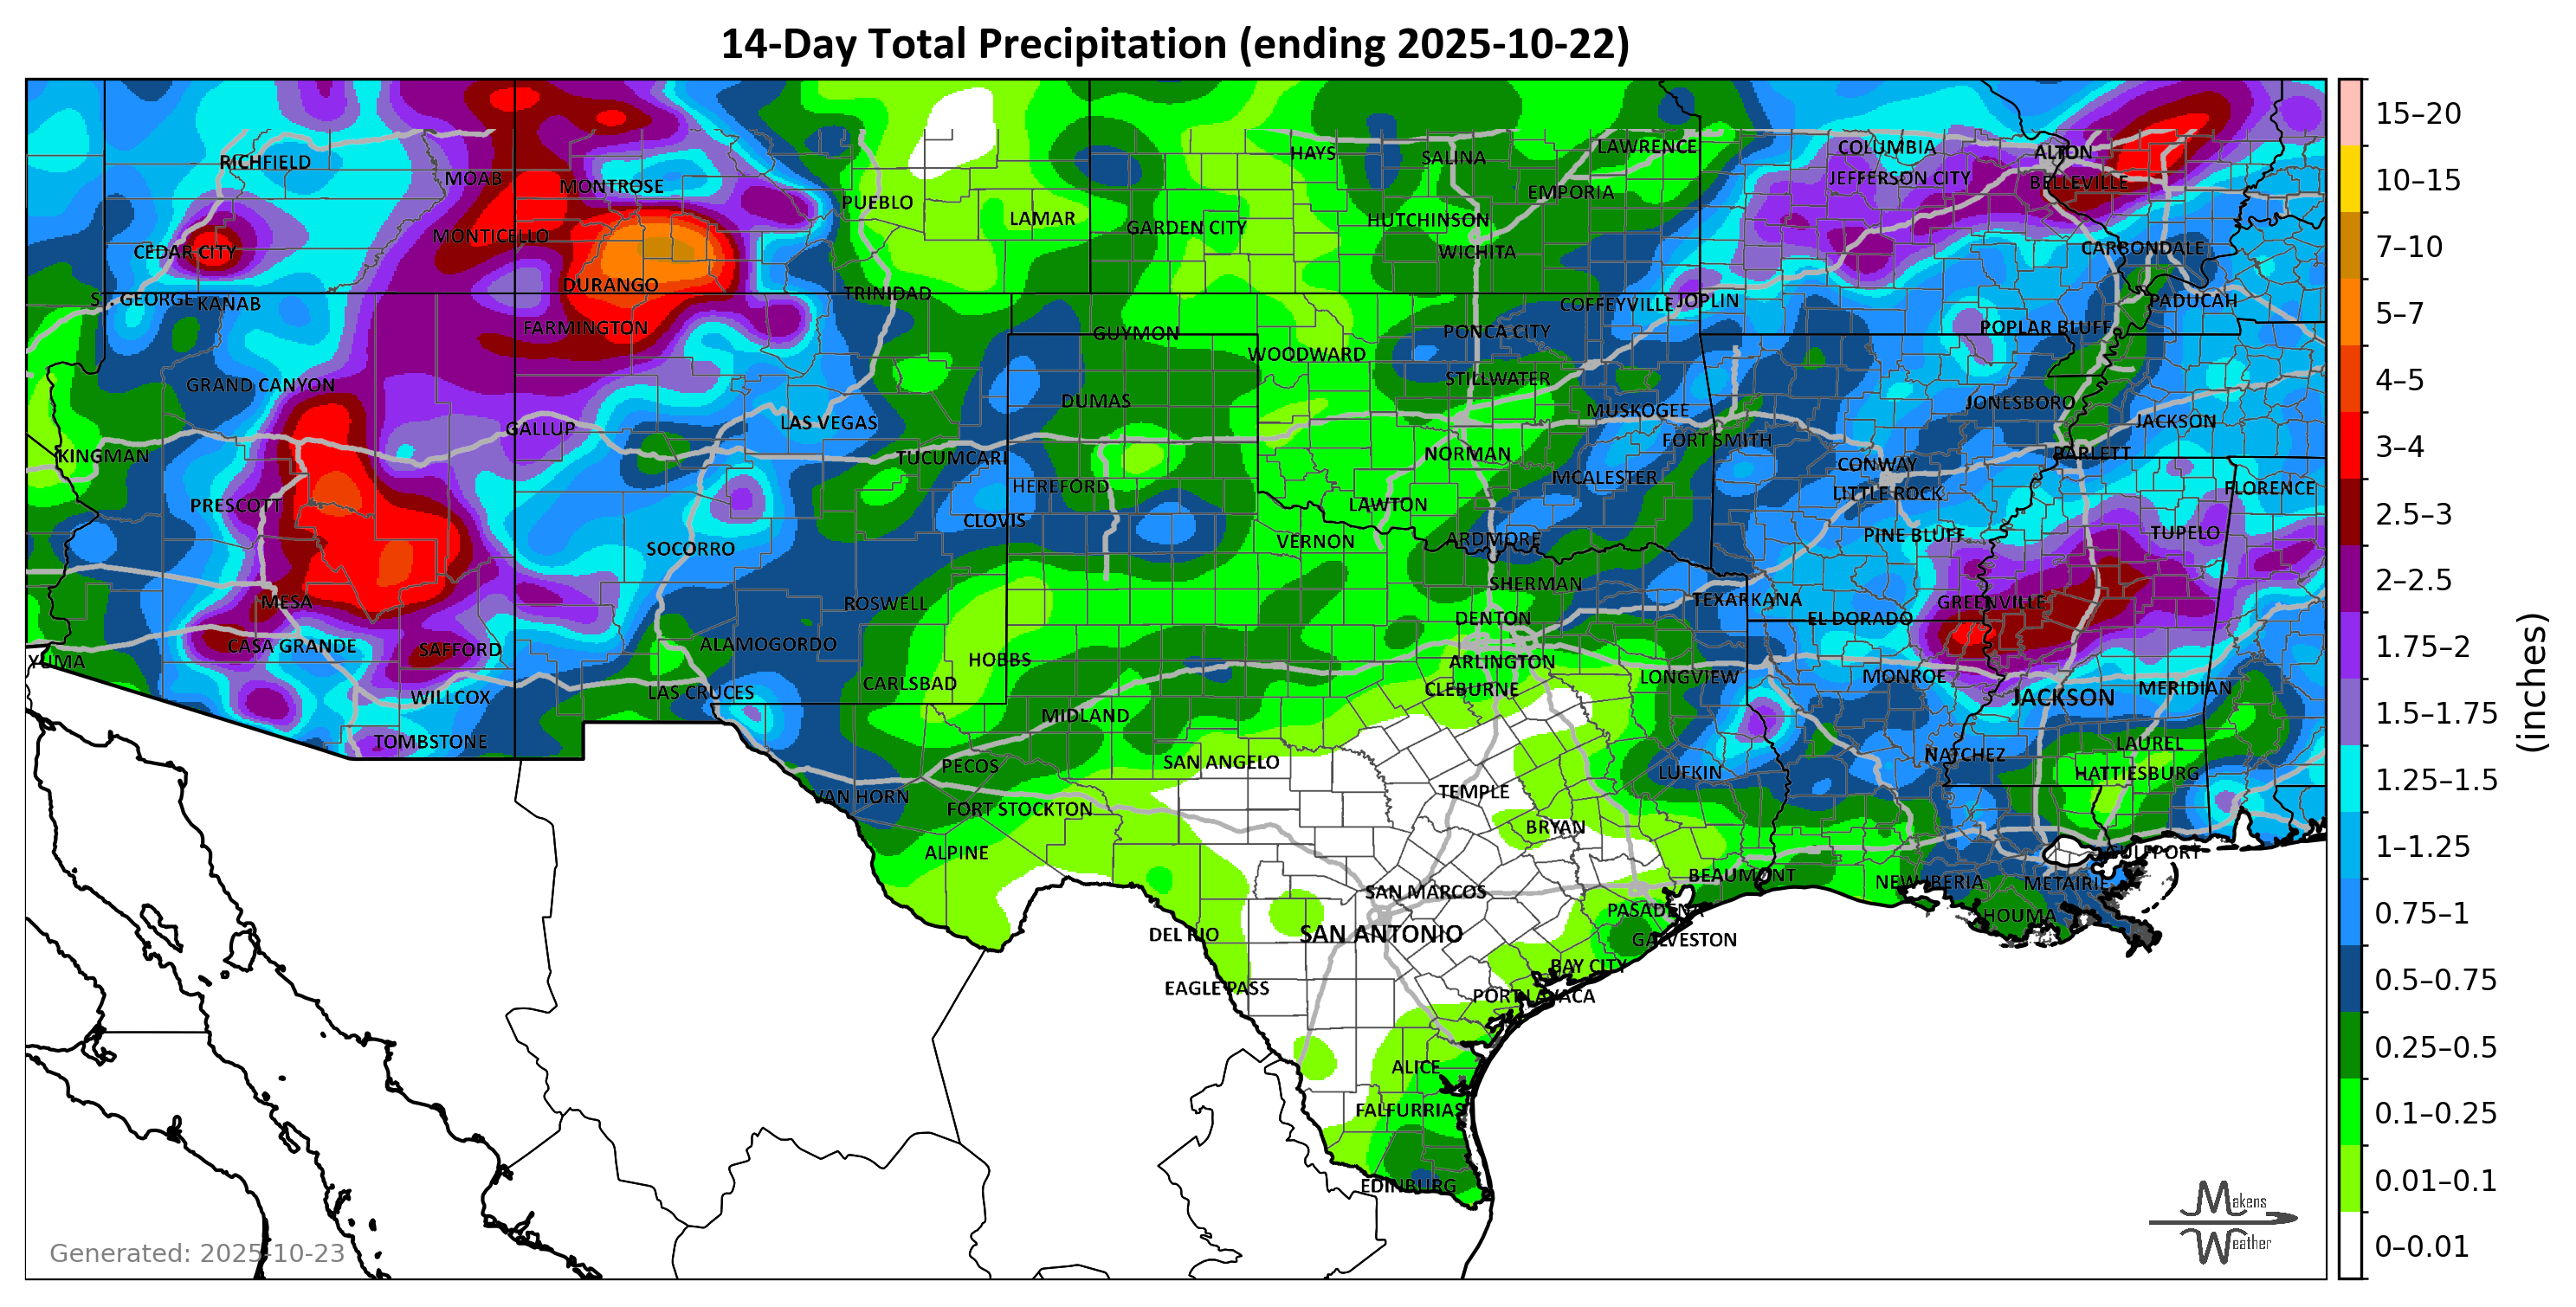 14-Day Total Precipitation (ending 2025-10-22)
RICHFIELD
MOAB
MONTROSE
PUEBLO
LAMAR
HAYS
SALINA
LAWRENCE
EMPORIA
COLUMBIA
ALTON
JEFFERSON CITY
BELLEVILLE
GARDEN CITY
HUTCHINSON
WICHITA
MONTICELLO
CEDAR CITY
CARBONDALE
DURANGO
TRINIDAD
GEORGE
KANAB
COFFEYVILLE
JOPLIN
PADUCAH
FARMINGTON
GUYMON
PONCA CITY
POPLAR BLUFF
WOODWARD
GRAND CANYON
STILLWATER
DUMAS
MUSKOGEE
JONESBORO
JACKSON
GALLUP
LAS VEGAS
FORT SMITH
KINGMAN
TUCUMCARI
NORMAN
BARLETT
CONWAY
HEREFORD
MCALESTER
LITTLE ROCK
FLORENCE
PRESCOTT
LAWTON
CLOVIS
PINE BLUFF
TUPELO
SOCORRO
VERNON
ARDMORE
SHERMAN
MESA
ROSWELL
TEXARKANA
GREENVILLE
DENTON
EL DORADO
CASA GRANDE
SAFFORD
ALAMOGORDO
YUMA
HOBBS
ARLINGTON
WILLCOX
LAS CRUCES
CARLSBAD
CLEBURNE
LONGVIEW
MONROE
JACKSON
MERIDIAN
MIDLAND
TOMBSTONE
PECOS
SAN ANGELO
LUFKIN
NATCHEZ
LAUREL
HATTIESBURG
VAN HORN
FORT STOCKTON
TEMPLE
BRYAN
ALPINE
GULFPORT
BEAUMONT
NEW IBERIA
METAIRIE
SAN MARCOS
PASADENA
HOUMA
DEL RIO
SAN ANTONIO
GALVESTON
BAY CITY
EAGLE PASS
PORT LAVACA
ALICE
FALFURRIAS
EDINBURG
Generated: 2025-10-23
Makens
Weather
15–20
10–15
7–10
5–7
4–5
3–4
2.5–3
2–2.5
1.75–2
1.5–1.75
1.25–1.5
1–1.25
0.75–1
0.5–0.75
0.25–0.5
0.1–0.25
0.01–0.1
0–0.01
(inches)